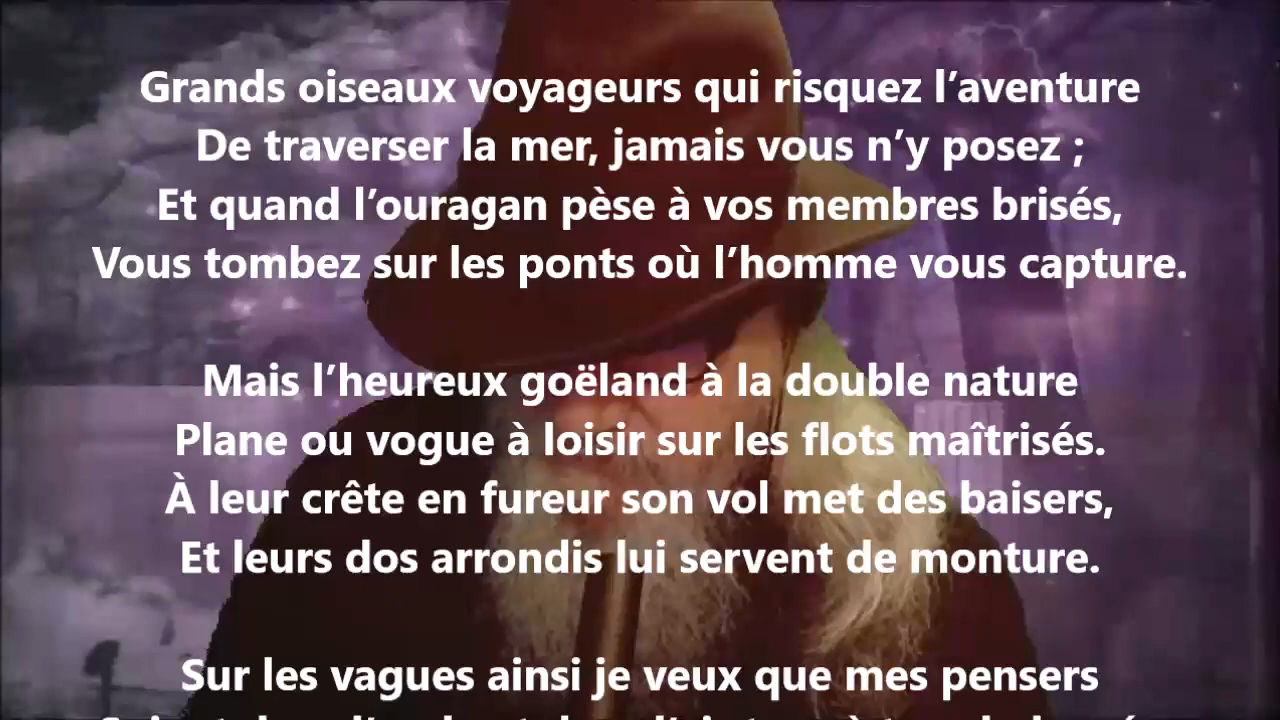 Grands oiseaux voyageurs qui risquez l’aventure
De traverser la mer, jamais vous n’y posez ;
Et quand l’ouragan pèse à vos membres brisés,
Vous tombez sur les ponts où l’homme vous capture.
Mais l’heureux goëland à la double nature
Plane ou vogue à loisir sur les flots maîtrisés.
À leur crête en fureur son vol met des baisers,
Et leurs dos arrondis lui servent de monture.
Sur les vagues ainsi je veux que mes pensers